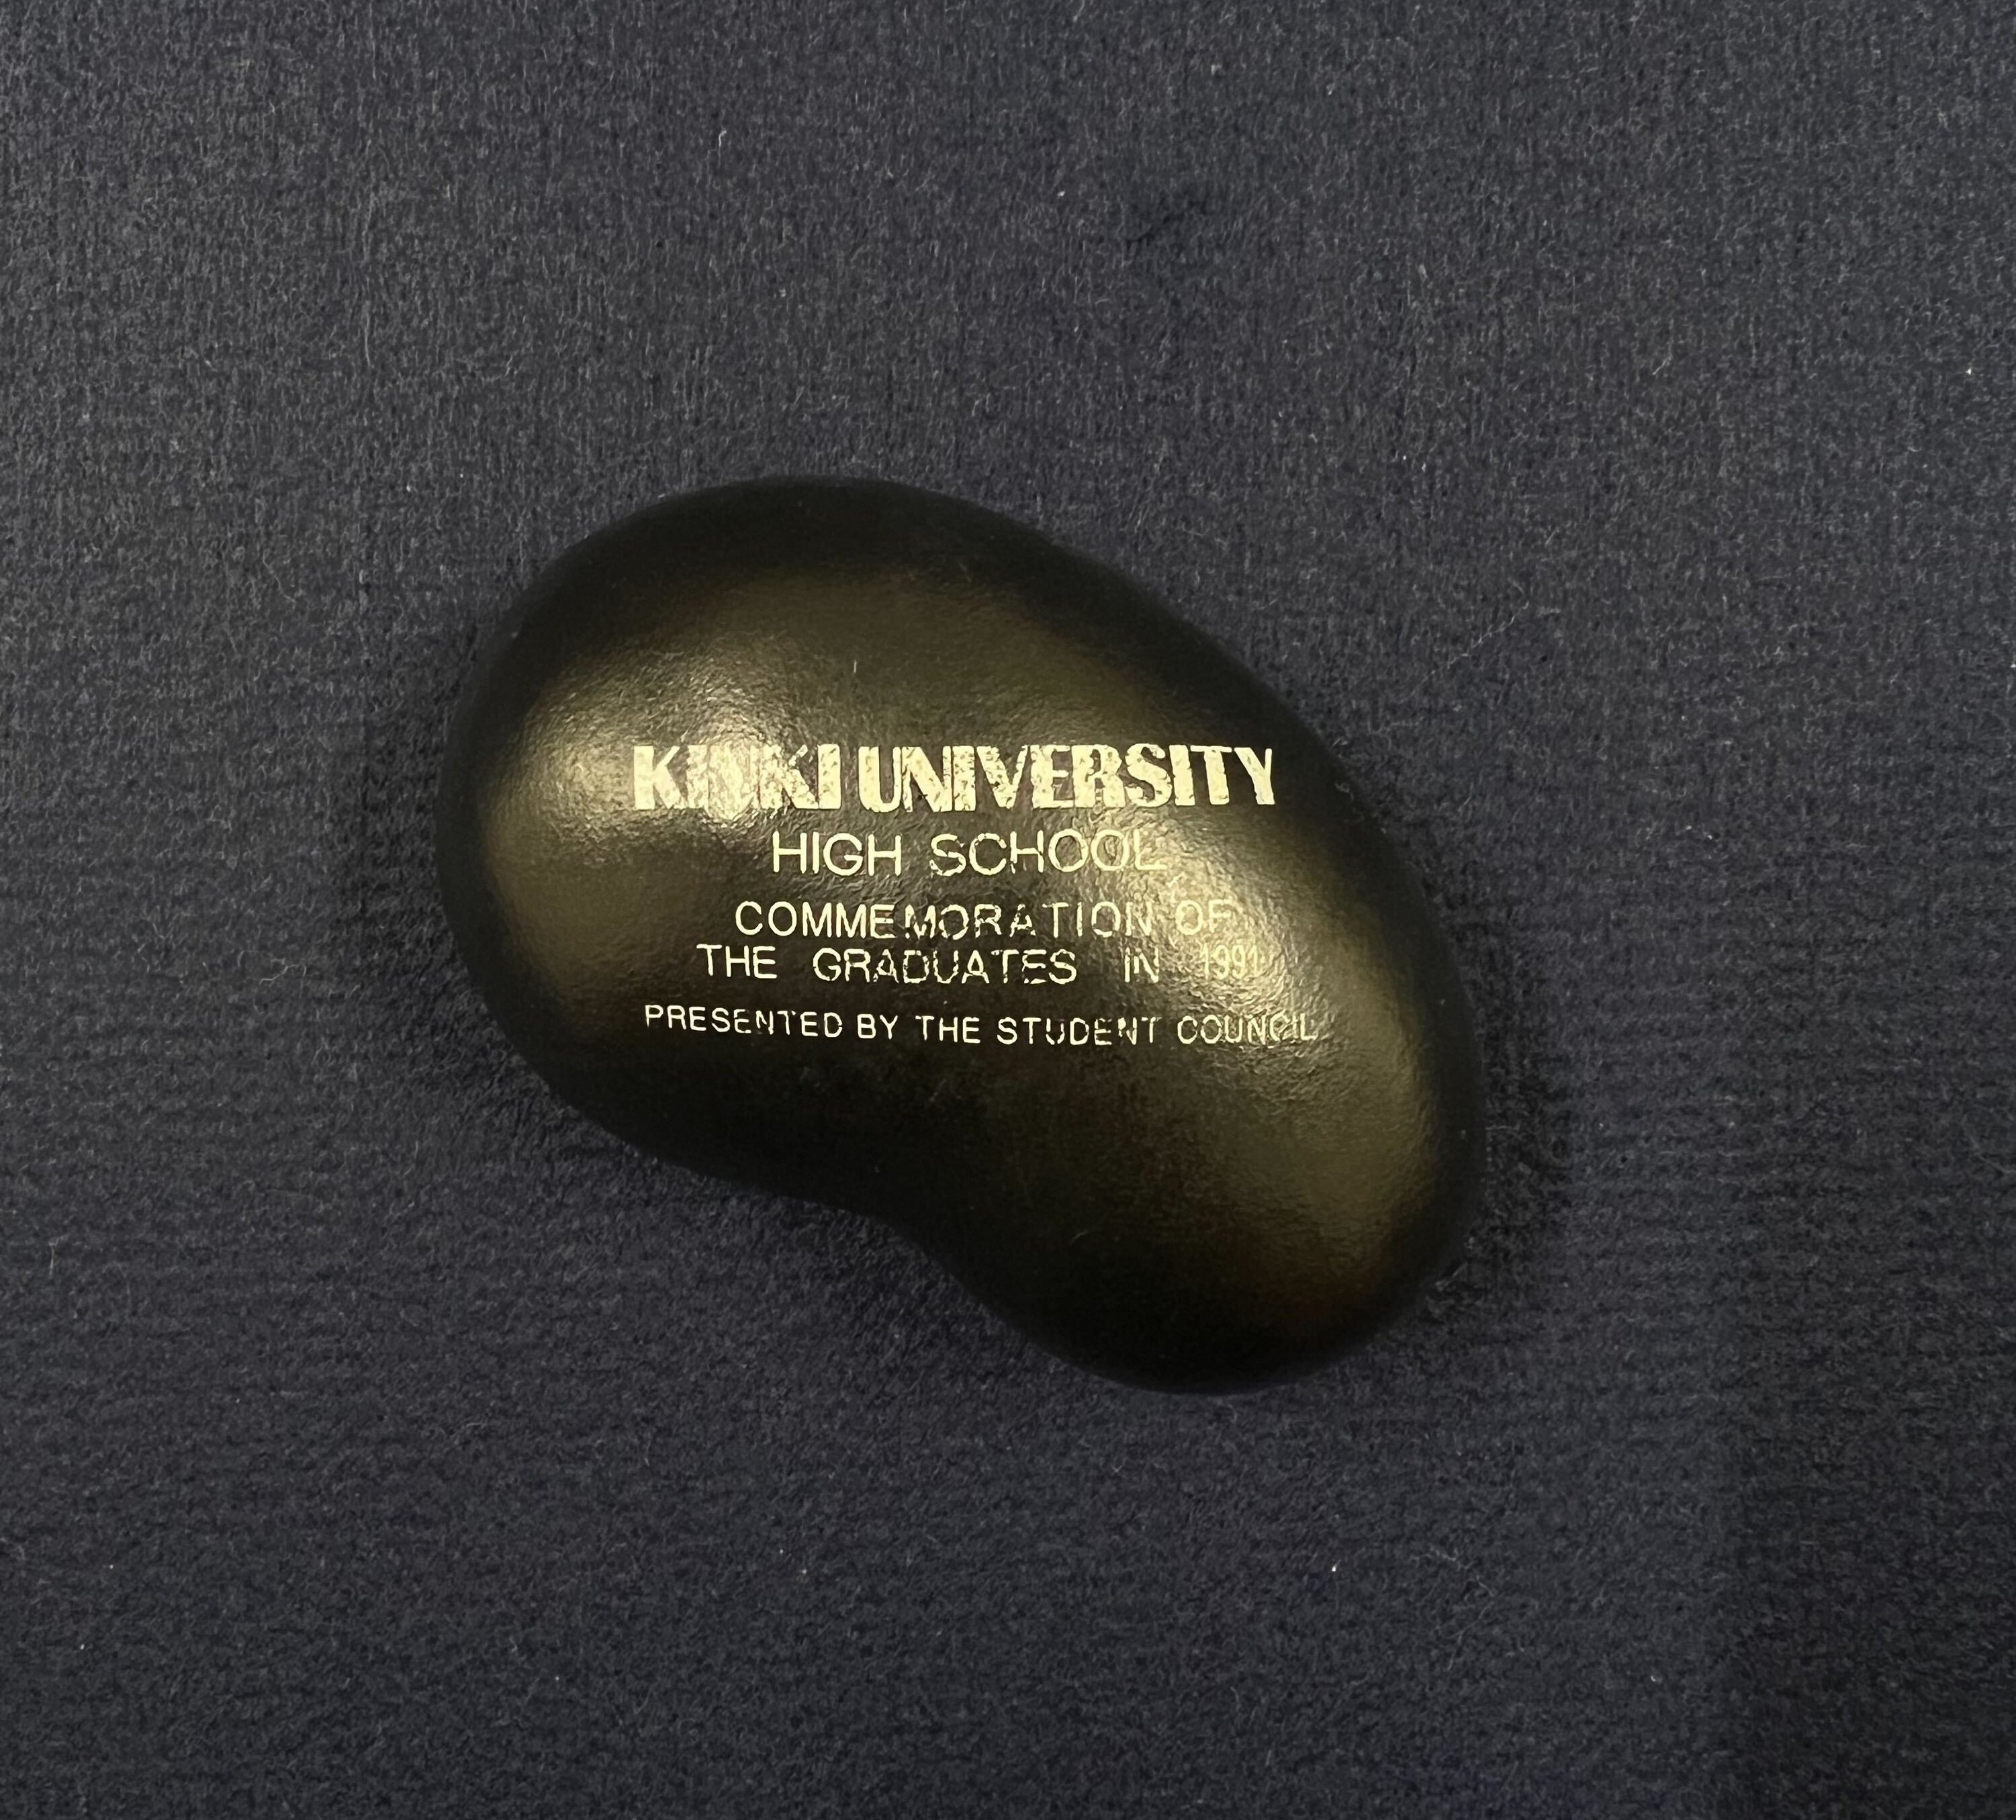 KINKI UNIVERSITY
HIGH SCHOOL
COMMEMORATION OF
THE GRADUATES IN 1991
PRESENTED BY THE STUDENT COUNCIL